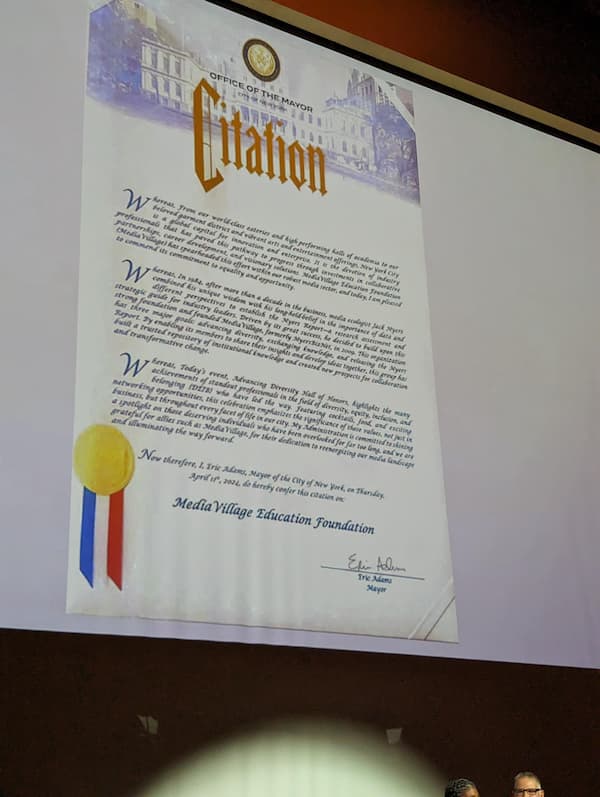 OFFICE OF THE MAYOR
CITY OF NEW YORK
Citation
Whereas, From our world-class eateries and high performing halls of academia to our
beloved garment district and vibrant arts and entertainment offerings, New York City
is a global capital for innovation and enterprise. It is the devotion of industry
professionals that has paved this pathway to progress through investments in collaborative
partnerships, career development, and visionary solutions. MediaVillage Education Foundation
(MediaVillage) has spearheaded this effort within our robust media sector, and today, I am pleased
to commend its commitment to equality and opportunity.
Whereas, In 1984, after more than a decade in the business, media ecologist Jack Myers
combined his unique wisdom with his long-held belief in the importance of data and
different perspectives to establish the Myers Report—a research assessment and
strategic guide for industry leaders. Driven by its great success, he decided to build upon this
strong foundation and founded MediaVillage, formerly MyersBizNet, in 2009. This organization
has three major goals: advancing diversity, exchanging knowledge, and releasing the Myers
Report. By enabling its members to share their insights and develop ideas together, this group has
built a trusted repository of institutional knowledge and created new prospects for collaboration
and transformative change.
Whereas, Today's event, Advancing Diversity Hall of Honors, highlights the many
achievements of standout professionals in the field of diversity, equity, inclusion, and
belonging (DEIB) who have led the way. Featuring cocktails, food, and exciting
networking opportunities, this celebration emphasizes the significance of these values, not just in
business, but throughout every facet of life in our city. My Administration is committed to shining
a spotlight on those deserving individuals who have been overlooked for far too long, and we are
grateful for allies such as MediaVillage, for their dedication to reenergizing our media landscape
and illuminating the way forward.
Now therefore, I, Eric Adams, Mayor of the City of New York, on Thursday,
April 11th, 2024, do hereby confer this citation on:
MediaVillage Education Foundation
Eric Adams
Eric Adams
Mayor